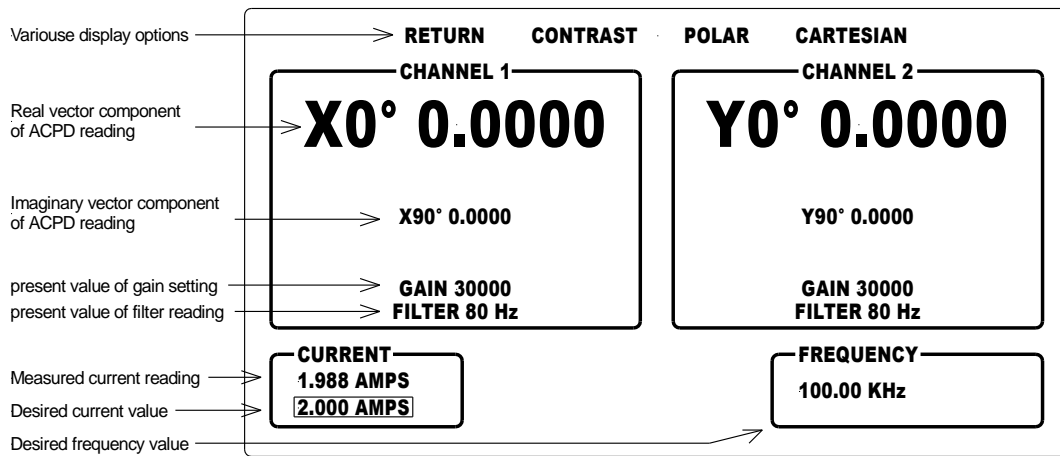 Variouse display options
RETURN CONTRAST POLAR CARTESIAN
CHANNEL 1
CHANNEL 2
Real vector component
of ACPD reading
X0° 0.0000
Y0° 0.0000
Imaginary vector component
of ACPD reading
X90° 0.0000
Y90° 0.0000
present value of gain setting
GAIN 30000
GAIN 30000
present value of filter reading
FILTER 80 Hz
FILTER 80 Hz
CURRENT
FREQUENCY
Measured current reading
1.988 AMPS
100.00 KHz
Desired current value
2.000 AMPS
Desired frequency value